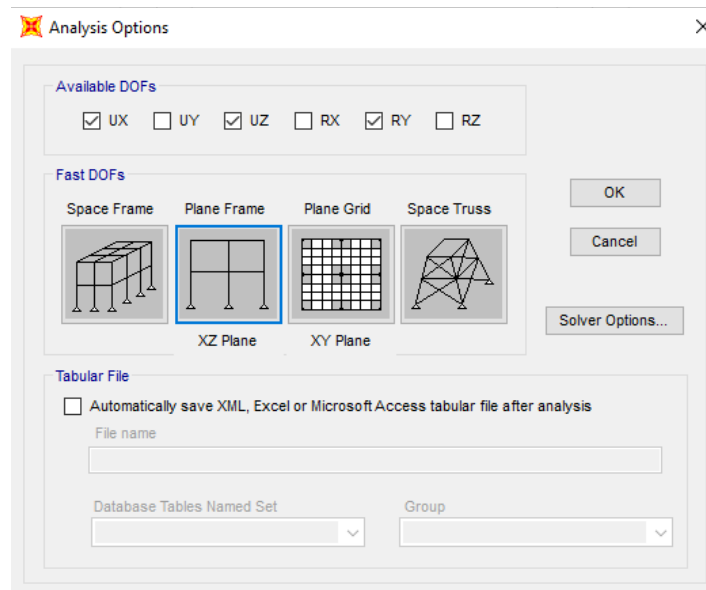 Analysis Options
Available DOFs
UX UY UZ RX RY RZ
Fast DOFs
Space Frame Plane Frame Plane Grid Space Truss
XZ Plane XY Plane
OK
Cancel
Solver Options...
Tabular File
Automatically save XML, Excel or Microsoft Access tabular file after analysis
File name
Database Tables Named Set Group